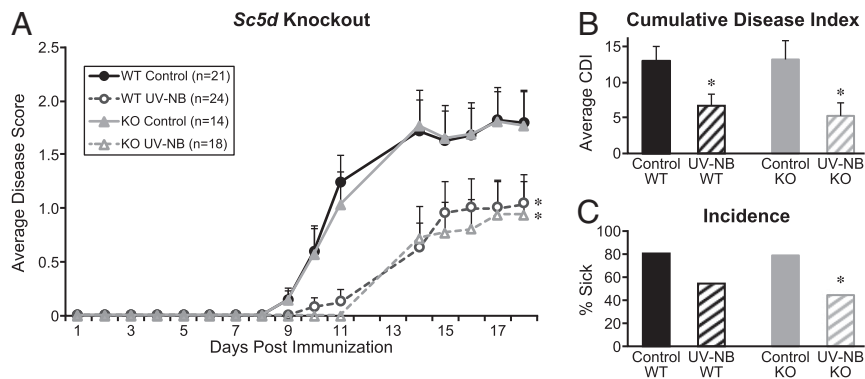 A
Sc5d Knockout
2.5
2.0
1.5
1.0
0.5
0
Average Disease Score
WT Control (n=21)
WT UV-NB (n=24)
KO Control (n=14)
KO UV-NB (n=18)
*
*
1 3 5 7 9 11 13 15 17
Days Post Immunization
B
Cumulative Disease Index
15
10
5
0
Average CDI
*
*
Control UV-NB Control UV-NB
WT WT KO KO
C
Incidence
100
80
60
40
20
0
% Sick
*
Control UV-NB Control UV-NB
WT WT KO KO